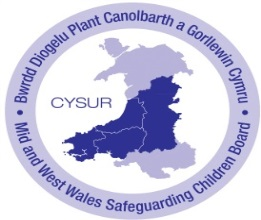 Bwrdd Diogelu Plant Canolbarth a Gorllewin Cymru
CYSUR
Mid and West Wales Safeguarding Children Board